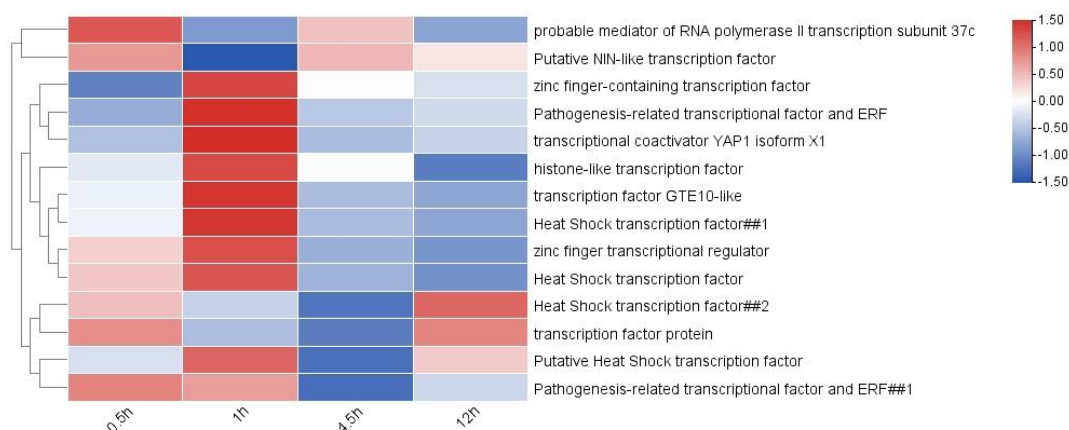 probable mediator of RNA polymerase II transcription subunit 37c
Putative NIN-like transcription factor
zinc finger-containing transcription factor
Pathogenesis-related transcriptional factor and ERF
transcriptional coactivator YAP1 isoform X1
histone-like transcription factor
transcription factor GTE10-like
Heat Shock transcription factor##1
zinc finger transcriptional regulator
Heat Shock transcription factor
Heat Shock transcription factor##2
transcription factor protein
Putative Heat Shock transcription factor
Pathogenesis-related transcriptional factor and ERF##1
0.5h 1h 4.5h 12h
1.50
1.00
0.50
0.00
-0.50
-1.00
-1.50